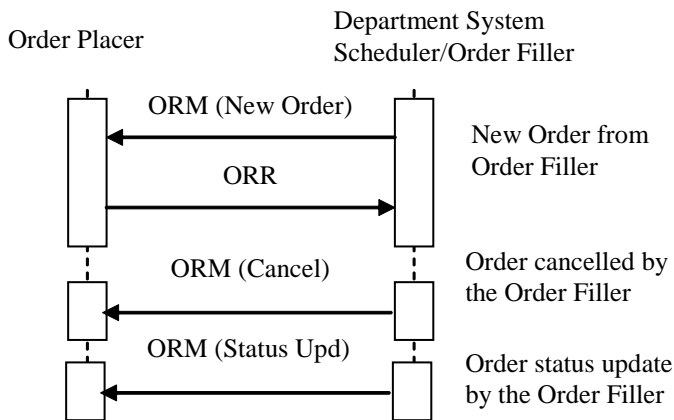 Order Placer
Department System
Scheduler/Order Filler
ORM (New Order)
New Order from
Order Filler
ORR
ORM (Cancel)
Order cancelled by
the Order Filler
ORM (Status Upd)
Order status update
by the Order Filler